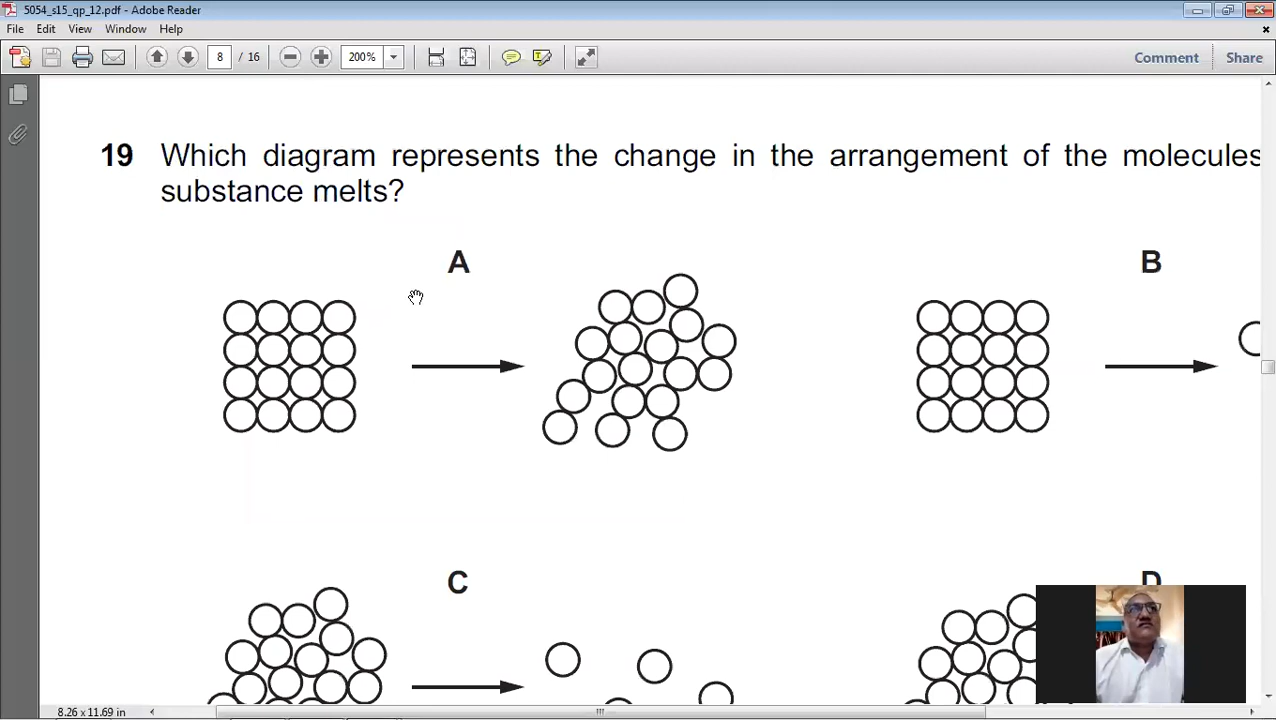 5054_s15_qp_12.pdf - Adobe Reader
File Edit View Window Help
8 / 16 200% Comment Share
19 Which diagram represents the change in the arrangement of the molecules
substance melts?
A B
C D
8.26 x 11.69 in